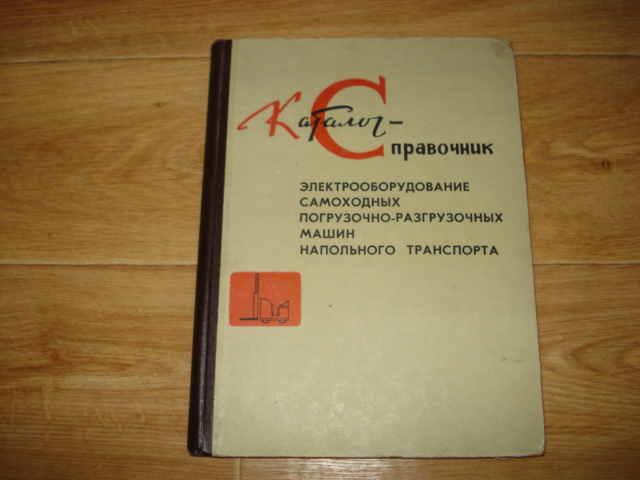 Каталог-
Справочник
ЭЛЕКТРООБОРУДОВАНИЕ
САМОХОДНЫХ
ПОГРУЗОЧНО-РАЗГРУЗОЧНЫХ
МАШИН
НАПОЛЬНОГО ТРАНСПОРТА